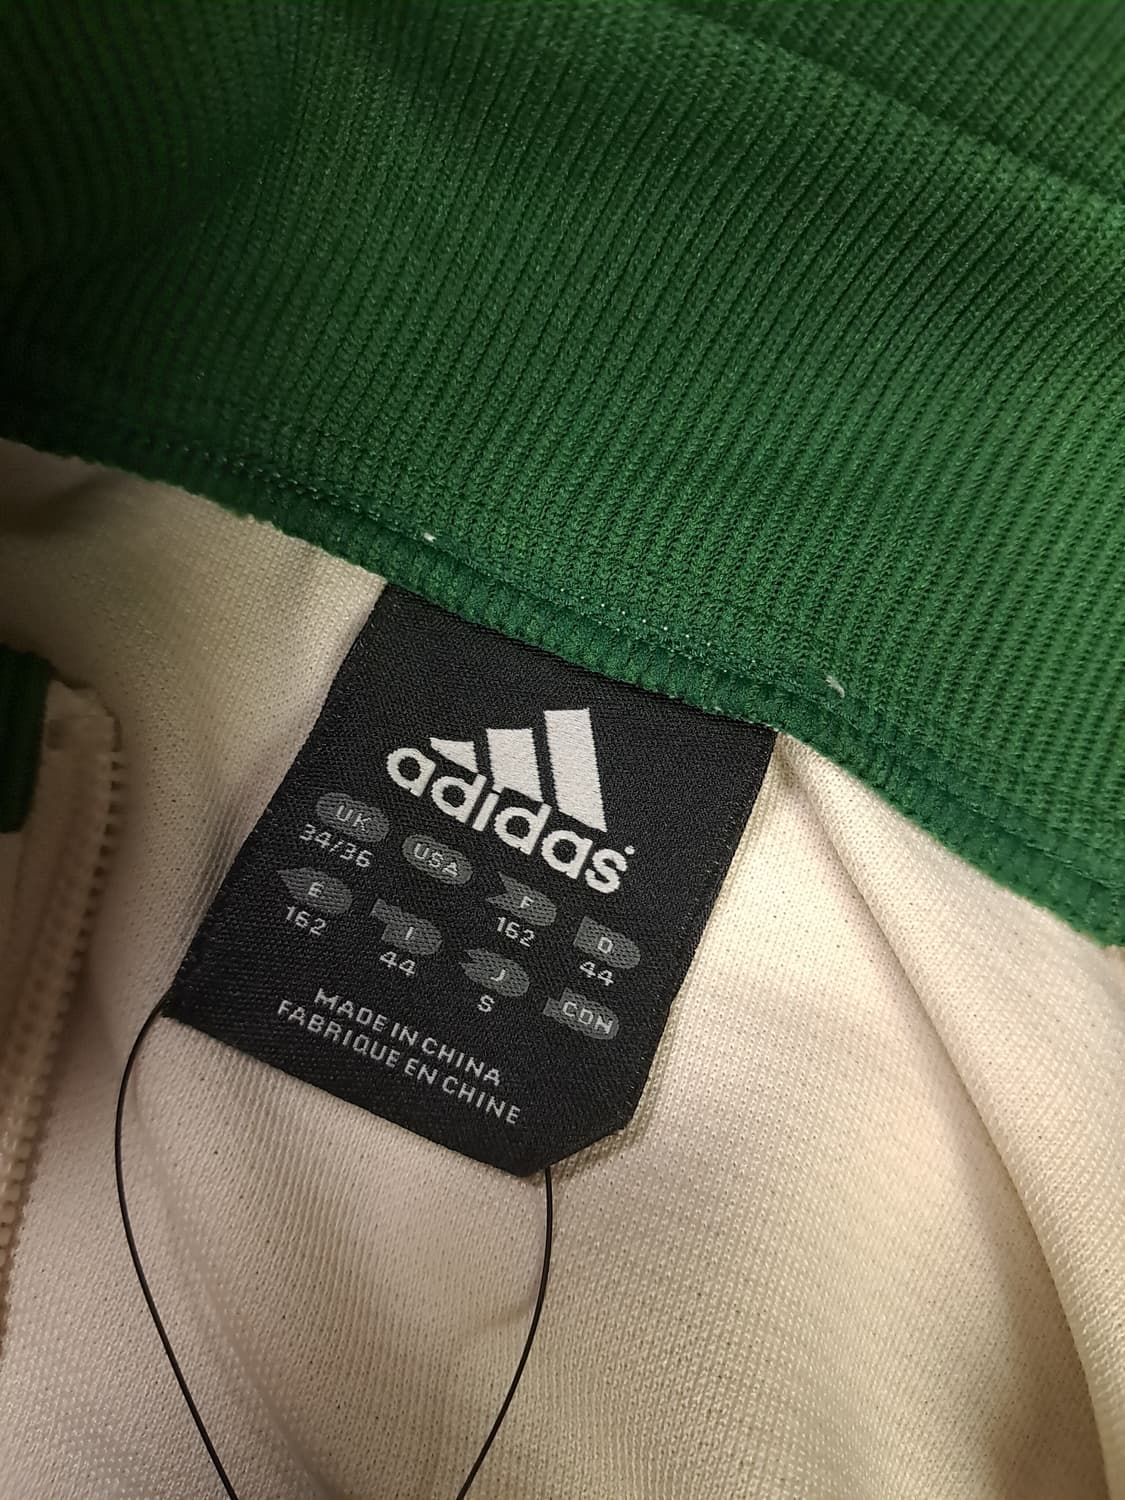 adidas
UK USA F D
34/36 162 44
E I J CON
162 44 S
MADE IN CHINA
FABRIQUE EN CHINE